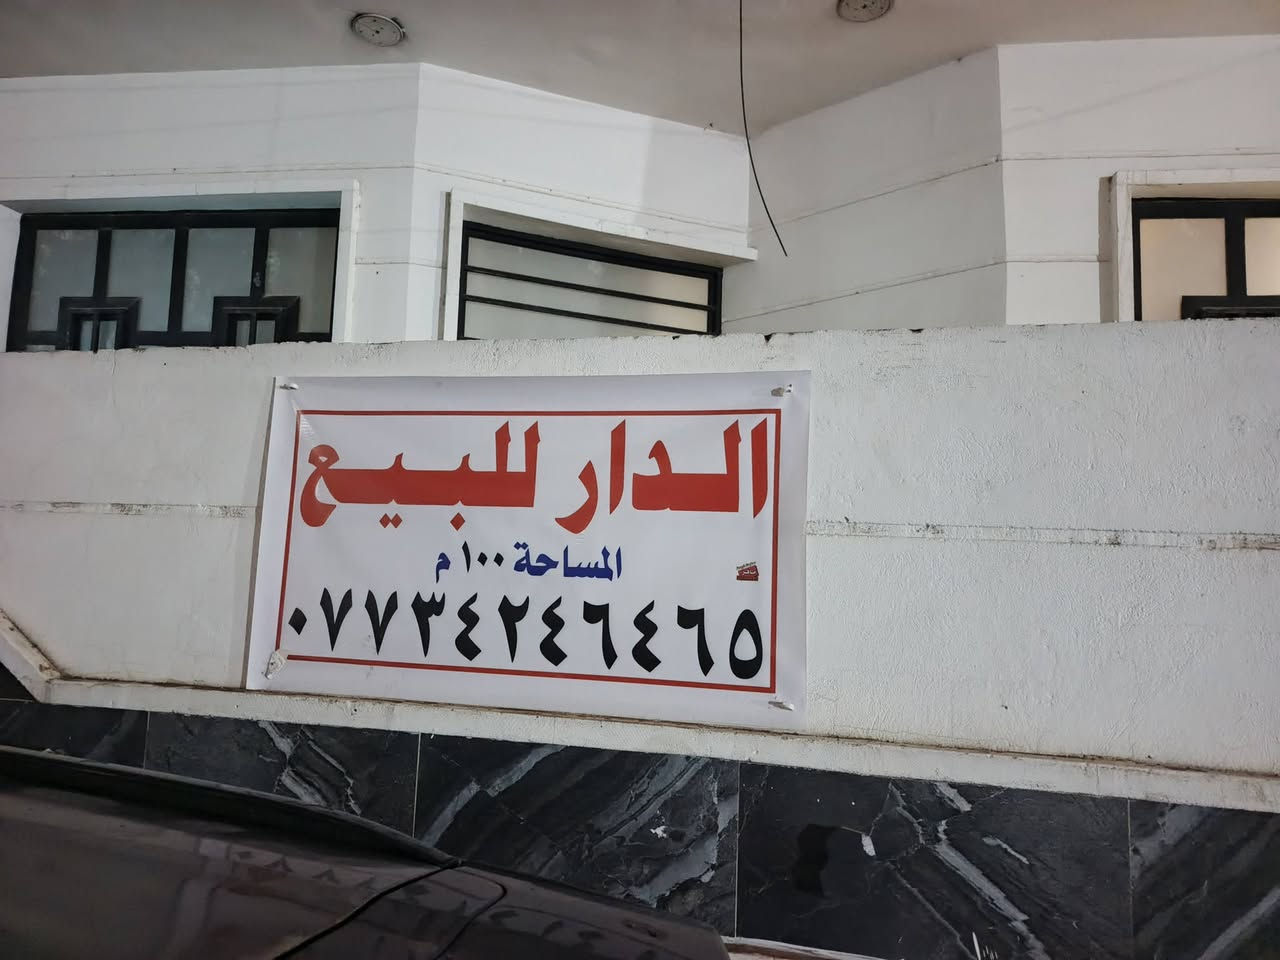 الدار للبيع
المساحة ١٠٠ م
٠٧٧٣٤٢٤٦٤٦٥